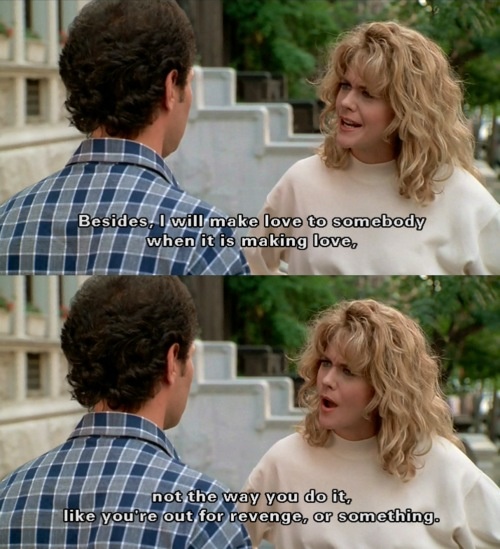 Besides, I will make love to somebody
when it is making love,
not the way you do it,
like you're out for revenge, or something.